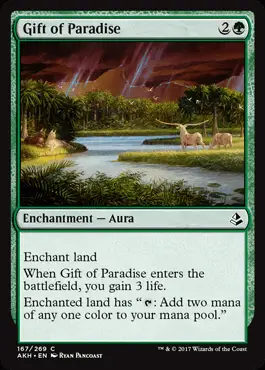 Gift of Paradise 2
Enchantment — Aura
Enchant land
When Gift of Paradise enters the
battlefield, you gain 3 life.
Enchanted land has “: Add two mana
of any one color to your mana pool.”
167/269 C
AKH • EN Ryan Pancoast
™ & © 2017 Wizards of the Coast